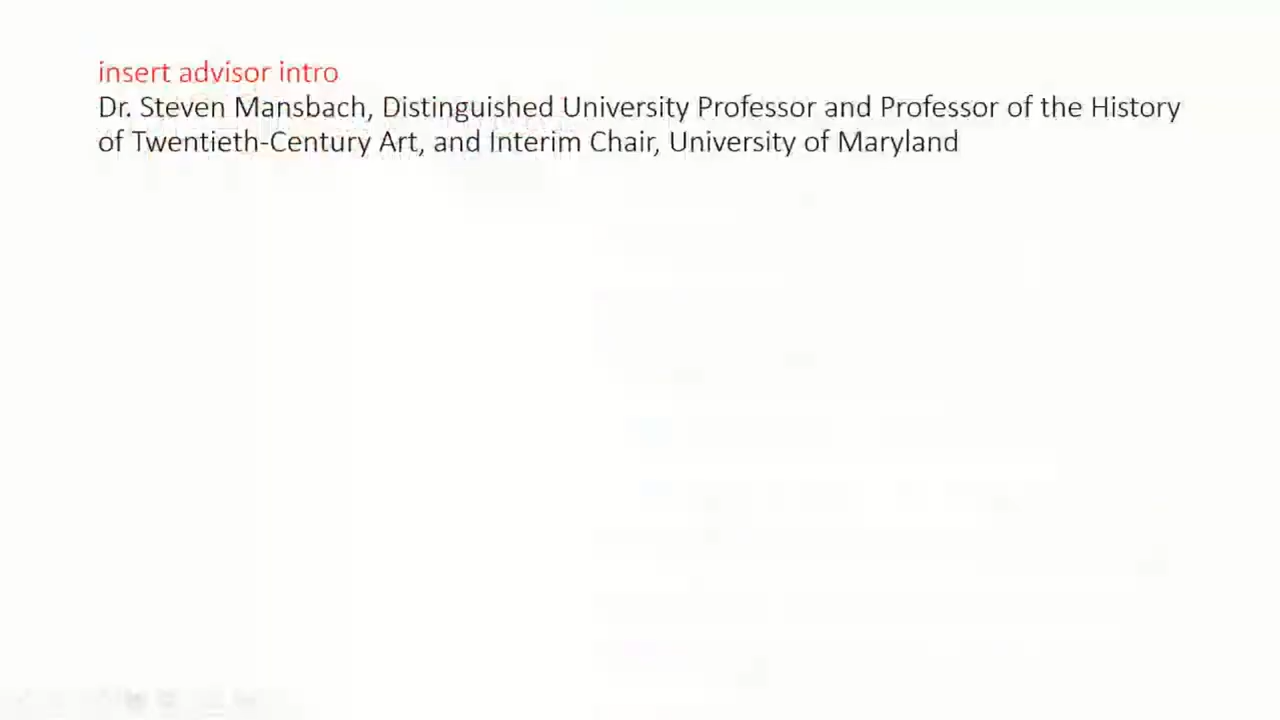 insert advisor intro
Dr. Steven Mansbach, Distinguished University Professor and Professor of the History
of Twentieth-Century Art, and Interim Chair, University of Maryland